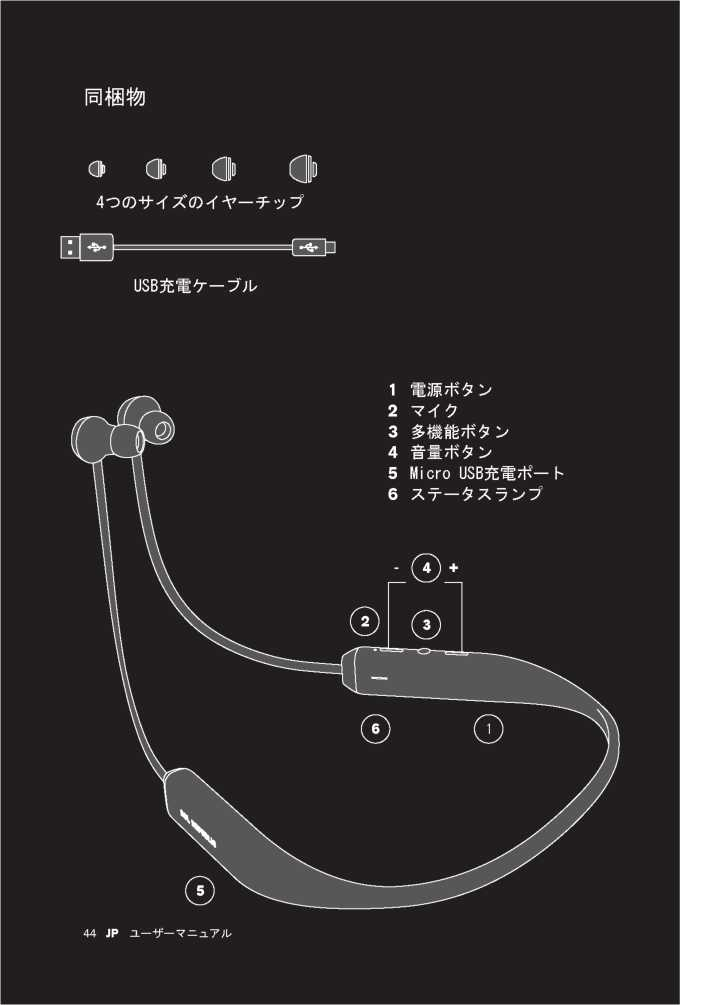 同梱物
4つのサイズのイヤーチップ
USB充電ケーブル
1 電源ボタン
2 マイク
3 多機能ボタン
4 音量ボタン
5 Micro USB充電ポート
6 ステータスランプ
- 4 +
2
3
6
1
SOL REPUBLIC
5
44 JP ユーザーマニュアル